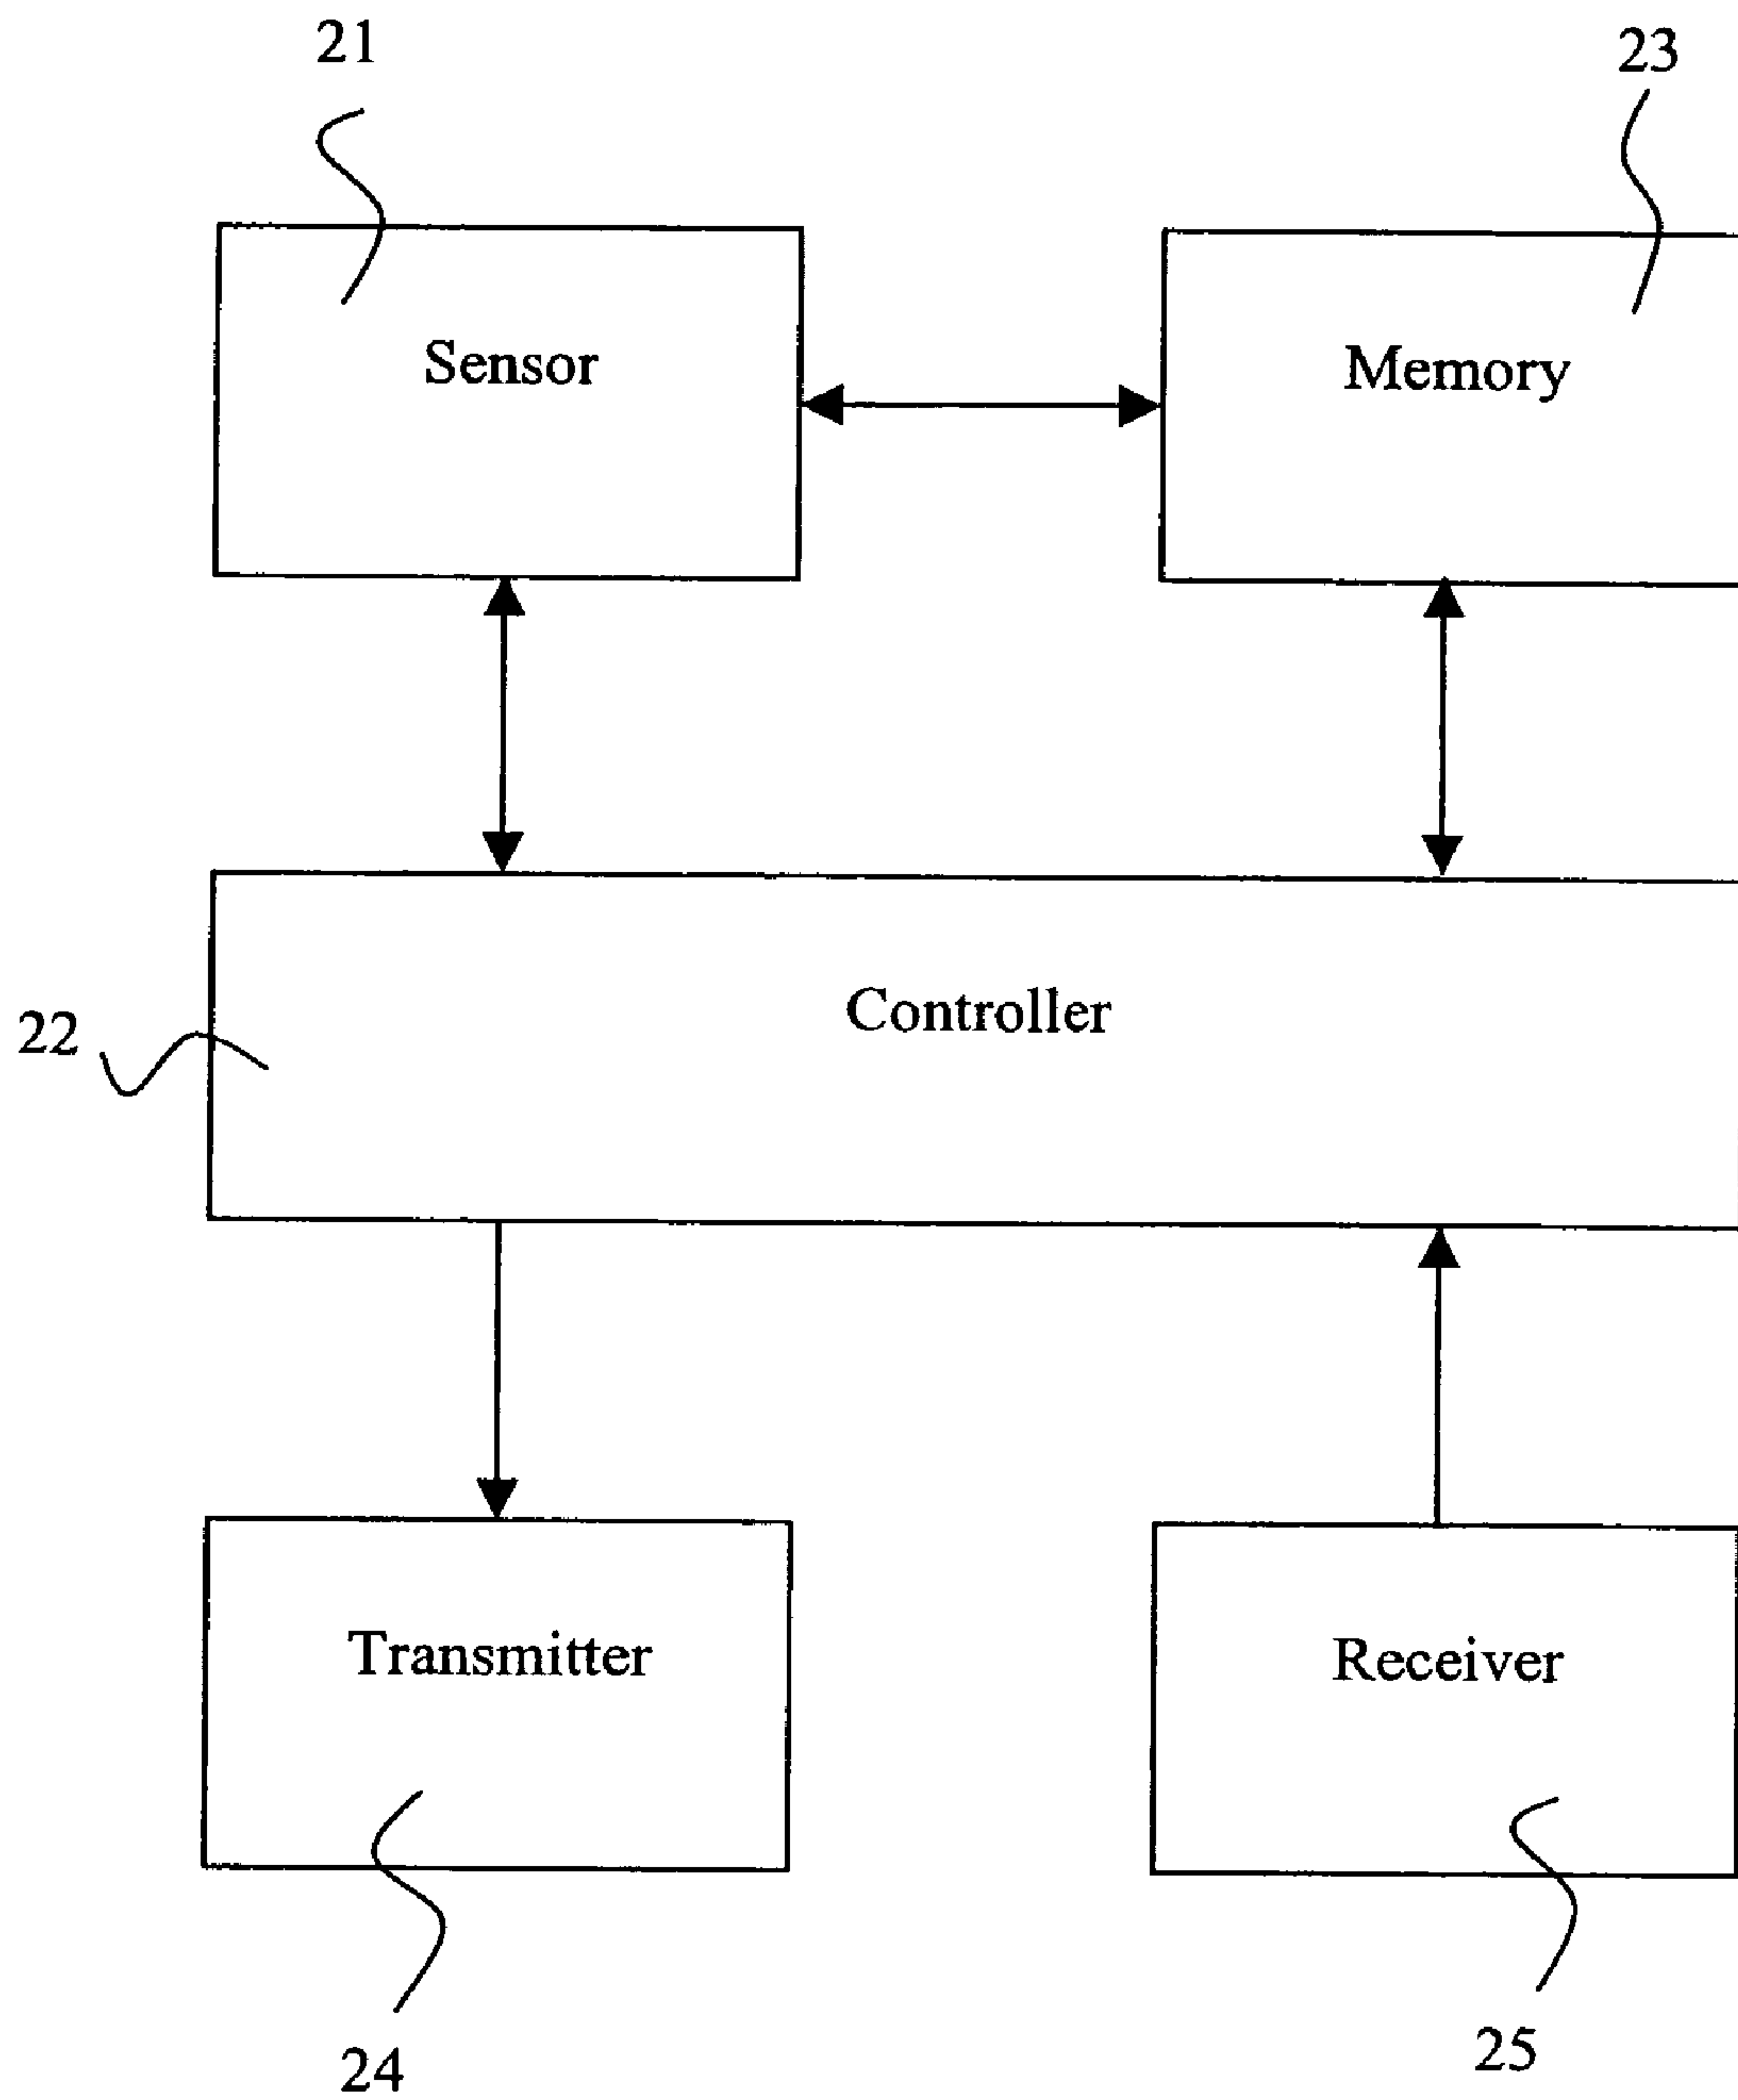 21
23
Sensor
Memory
Controller
22
Transmitter
Receiver
24
25